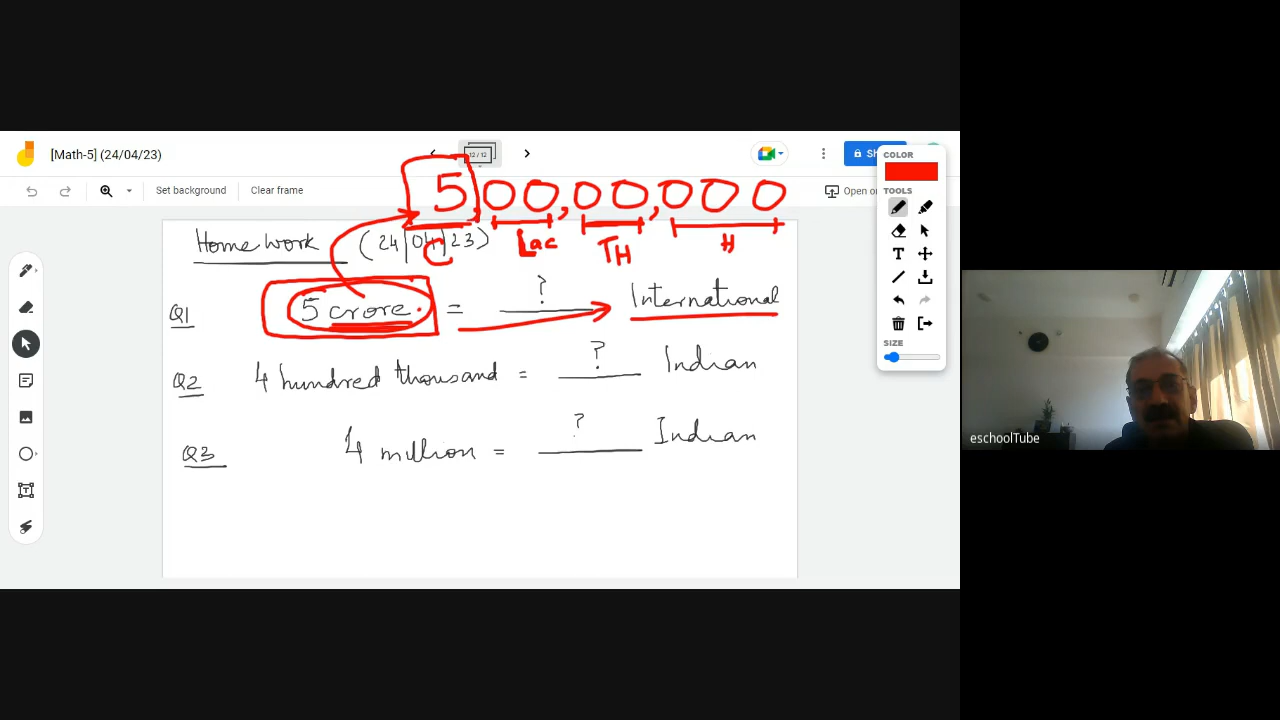 [Math-5] (24/04/23)
12/12
Set background
Clear frame
Open on
COLOR
TOOLS
SIZE
5,00,00,000
C Lac TH H
Home Work (24/04/23)
Q1 5 crore = ? International
Q2 4 hundred thousand = ? Indian
Q3 4 million = ? Indian
eschoolTube